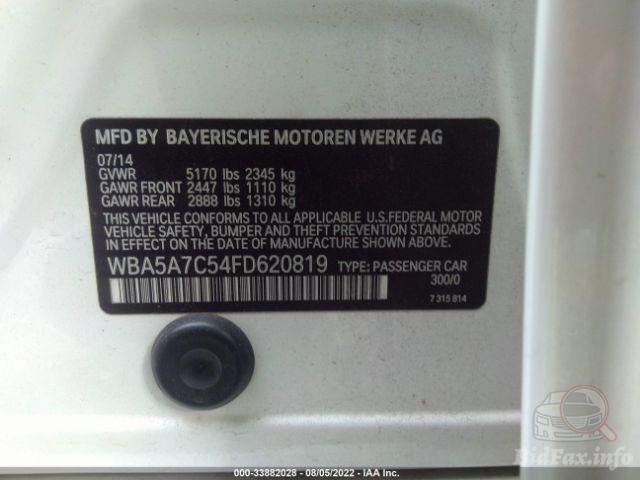 MFD BY BAYERISCHE MOTOREN WERKE AG
07/14
GVWR 5170 lbs 2345 kg
GAWR FRONT 2447 lbs 1110 kg
GAWR REAR 2888 lbs 1310 kg
THIS VEHICLE CONFORMS TO ALL APPLICABLE U.S.FEDERAL MOTOR
VEHICLE SAFETY, BUMPER, AND THEFT PREVENTION STANDARDS
IN EFFECT ON THE DATE OF MANUFACTURE SHOWN ABOVE.
WBA5A7C54FD620819 TYPE: PASSENGER CAR
300/0
7 315 814
BidFax.info
000-33882028 - 08/05/2022 - IAA Inc.